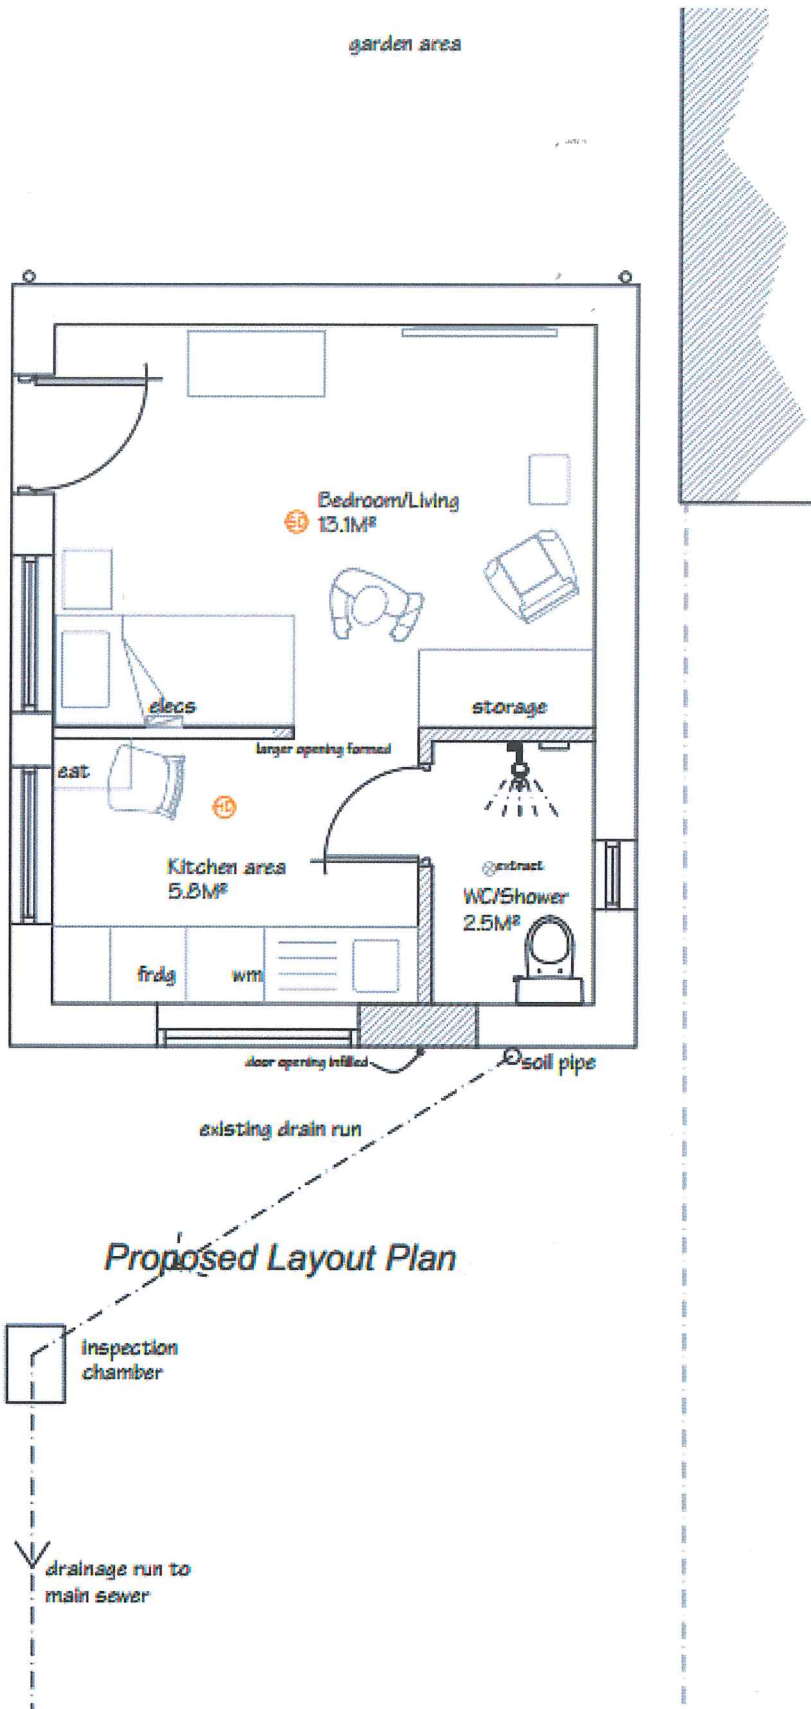 garden area
Bedroom/Living
SD
13.1M²
elecs
storage
larger opening formed
eat
HD
Kitchen area
5.8M²
extract
WC/Shower
2.5M²
frdg
wm
door opening infilled
soil pipe
existing drain run
Proposed Layout Plan
inspection
chamber
drainage run to
main sewer